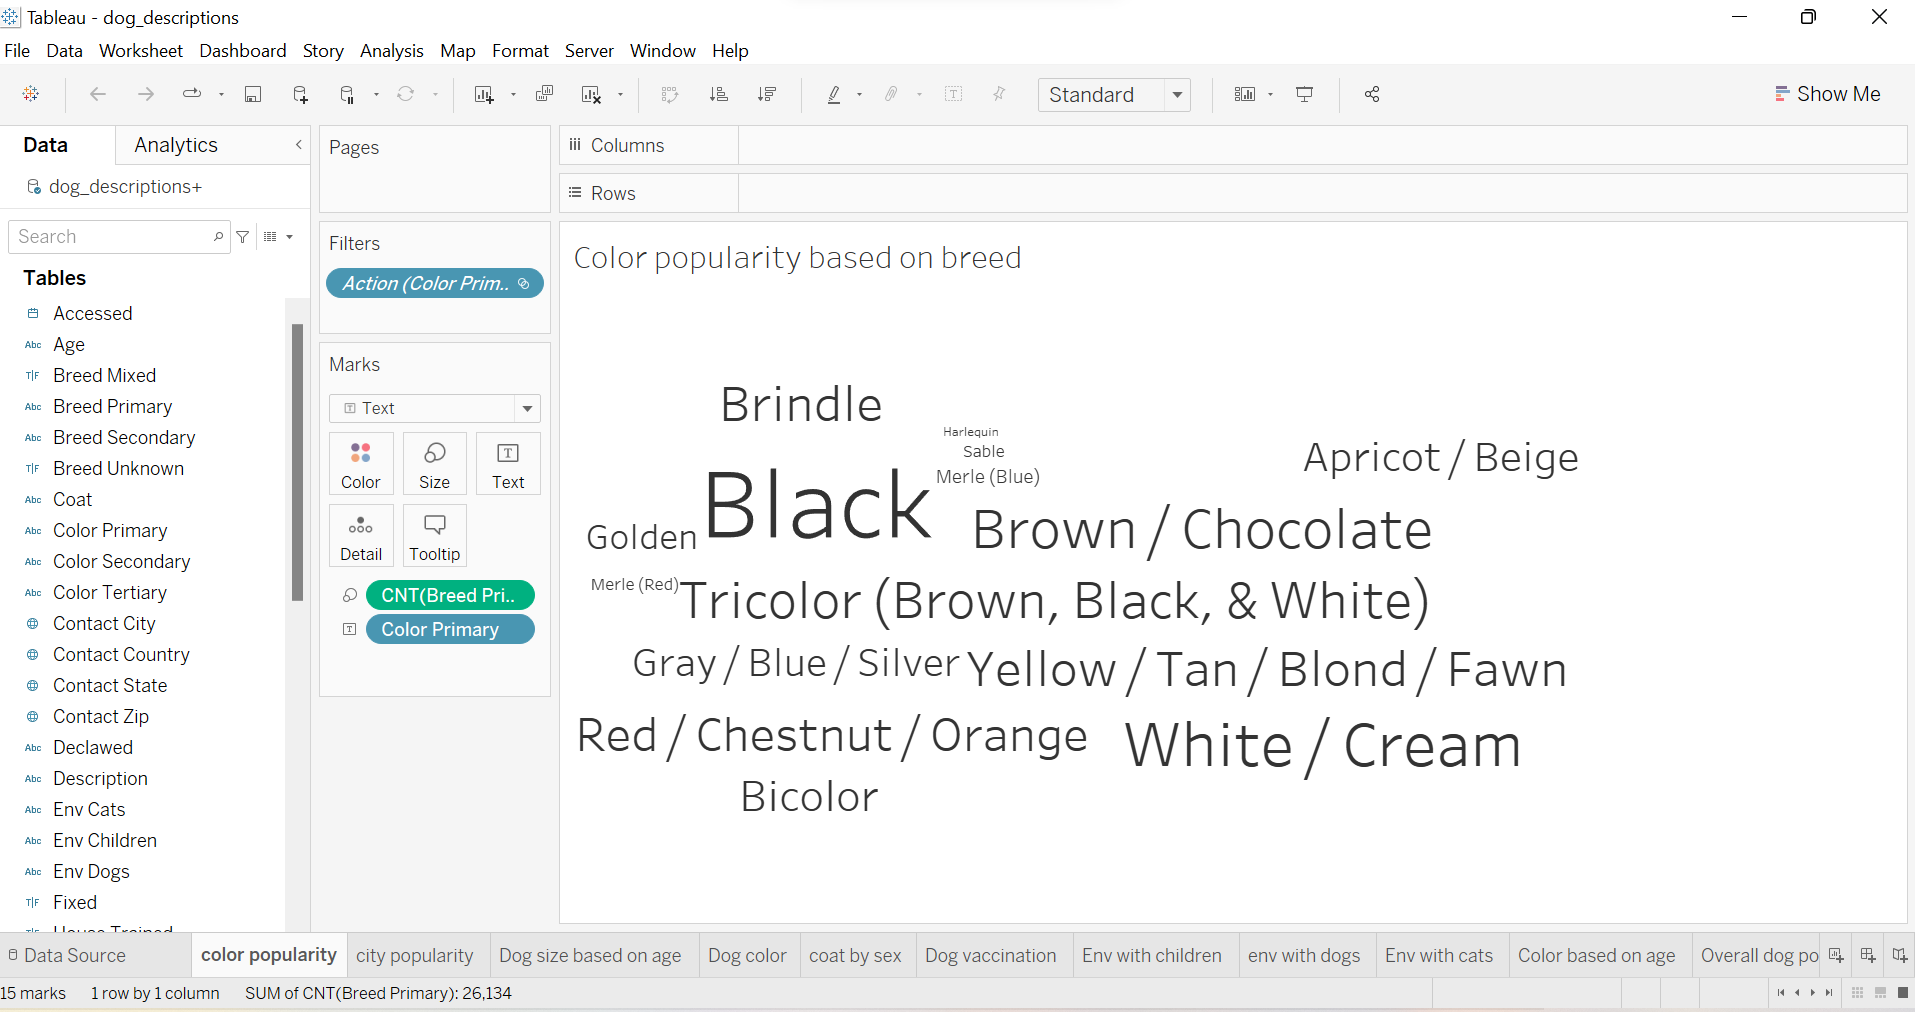 Tableau - dog_descriptions
File Data Worksheet Dashboard Story Analysis Map Format Server Window Help
Standard
Show Me
Data Analytics
dog_descriptions+
Search
Tables
Accessed
Age
Breed Mixed
Breed Primary
Breed Secondary
Breed Unknown
Coat
Color Primary
Color Secondary
Color Tertiary
Contact City
Contact Country
Contact State
Contact Zip
Declawed
Description
Env Cats
Env Children
Env Dogs
Fixed
House Trained
Pages
Filters
Action (Color Prim..
Marks
Text
Color Size Text
Detail Tooltip
CNT(Breed Pri..
Color Primary
Columns
Rows
Color popularity based on breed
Brindle
Harlequin
Sable
Apricot / Beige
Merle (Blue)
Black
Golden
Brown / Chocolate
Merle (Red)
Tricolor (Brown, Black, & White)
Gray / Blue / Silver
Yellow / Tan / Blond / Fawn
Red / Chestnut / Orange
White / Cream
Bicolor
Data Source color popularity city popularity Dog size based on age Dog color coat by sex Dog vaccination Env with children env with dogs Env with cats Color based on age Overall dog po
15 marks 1 row by 1 column SUM of CNT(Breed Primary): 26,134